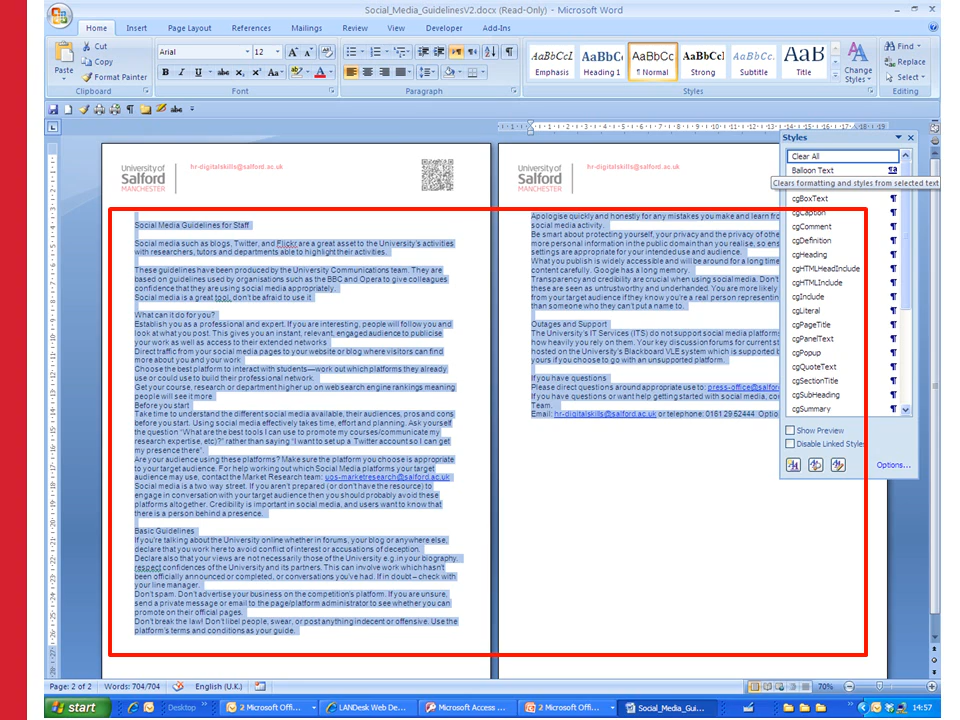 Social_Media_GuidelinesV2.docx (Read-Only) - Microsoft Word
Home Insert Page Layout References Mailings Review View Developer Add-Ins
Paste
Cut
Copy
Format Painter
Clipboard
Arial 12
Font
Paragraph
AaBbCcI AaBbC AaBbCc AaBbCcI AaBbCc. AaB
Emphasis Heading 1 ¶ Normal Strong Subtitle Title
Change Styles
Styles
Find
Replace
Select
Editing
University of
Salford
MANCHESTER
hr-digitalskills@salford.ac.uk
Social Media Guidelines for Staff
Social media such as blogs, Twitter, and Flickr are a great asset to the University's activities
with researchers, tutors and departments able to highlight their activities.
These guidelines have been produced by the University Communications team. They are
based on guidelines used by organisations such as the BBC and Opera to give colleagues
confidence that they are using social media appropriately.
Social media is a great tool, don't be afraid to use it!
What can it do for you?
Establish you as a professional and expert. If you are interesting, people will follow you and
look at what you post. This gives you an instant, relevant, engaged audience to publicise
your work as well as access to their extended networks
Direct traffic from your social media pages to your website or blog where visitors can find
more about you and your work
Choose the best platform to interact with students—work out which platforms they already
use or could use to build their professional network.
Get your course, research or department higher up on web search engine rankings meaning
people will see it more
Before you start
Take time to understand the different social media available, their audiences, pros and cons
before you start. Using social media effectively takes time, effort and planning. Ask yourself
the question "What are the best tools I can use to promote my courses/communicate my
research expertise, etc)?" rather than saying "I want to set up a Twitter account so I can get
my presence there".
Are your audience using these platforms? Make sure the platform you choose is appropriate
to your target audience. For help working out which Social Media platforms your target
audience may use, contact the Market Research team: uos-marketresearch@salford.ac.uk
Social media is a two way street. If you aren't prepared (or don't have the resource) to
engage in conversation with your target audience then you should probably avoid these
platforms altogether. Credibility is important in social media, and users want to know that
there is a person behind a presence.
Basic Guidelines
If you're talking about the University online whether in forums, your blog or anywhere else,
declare that you work here to avoid conflict of interest or accusations of deception.
Declare also that your views are not necessarily those of the University e.g.in your biography,
respect confidences of the University and its partners. This can involve work which hasn't
been officially announced or completed, or conversations you've had. If in doubt – check with
your line manager.
Don't spam. Don't advertise your business on the competition's platform. If you are unsure,
send a private message or email to the page/platform administrator to see whether you can
promote on their official pages.
Don't break the law! Don't libel people, swear, or post anything indecent or offensive. Use the
platform's terms and conditions as your guide.
University of
Salford
MANCHESTER
hr-digitalskills@salford.ac.uk
Apologise quickly and honestly for any mistakes you make and learn fro
social media activity.
Be smart about protecting yourself, your privacy and the privacy of othe
more personal information in the public domain than you realise, so ens
settings are appropriate for your intended use and audience.
What you publish is widely accessible and will be around for a long time
content carefully. Google has a long memory.
Transparency and credibility are crucial when using social media. Don't
these are seen as untrustworthy and underhanded. You are more likely
from your target audience if they know you're a real person representin
than someone who they can't put a name to.
Outages and Support
The University's IT Services (ITS) do not support social media platforms
how heavily you rely on them. Your key discussion forums for current st
hosted on the University's Blackboard VLE system which is supported b
yours if you choose to go with an unsupported platform.
If you have questions
Please direct questions around appropriate use to: press-office@salfor
If you have questions or want help getting started with social media, co
Team.
Email: hr-digitalskills@salford.ac.uk or telephone: 0161 29 52444 'Optio
Styles
Clear All
Balloon Text
Clears formatting and styles from selected text
cgBoxText
cgCaption
cgComment
cgDefinition
cgHeading
cgHTMLHeadInclude
cgHTMLInclude
cgInclude
cgLiteral
cgPageTitle
cgPanelText
cgPopup
cgQuoteText
cgSectionTitle
cgSubHeading
cgSummary
Show Preview
Disable Linked Styles
Options...
Page: 2 of 2 Words: 704/704 English (U.K.) 70%
start Desktop 2 Microsoft Offi... LANDesk Web De... Microsoft Access ... 2 Microsoft Offi... Social_Media_Gui... 14:57